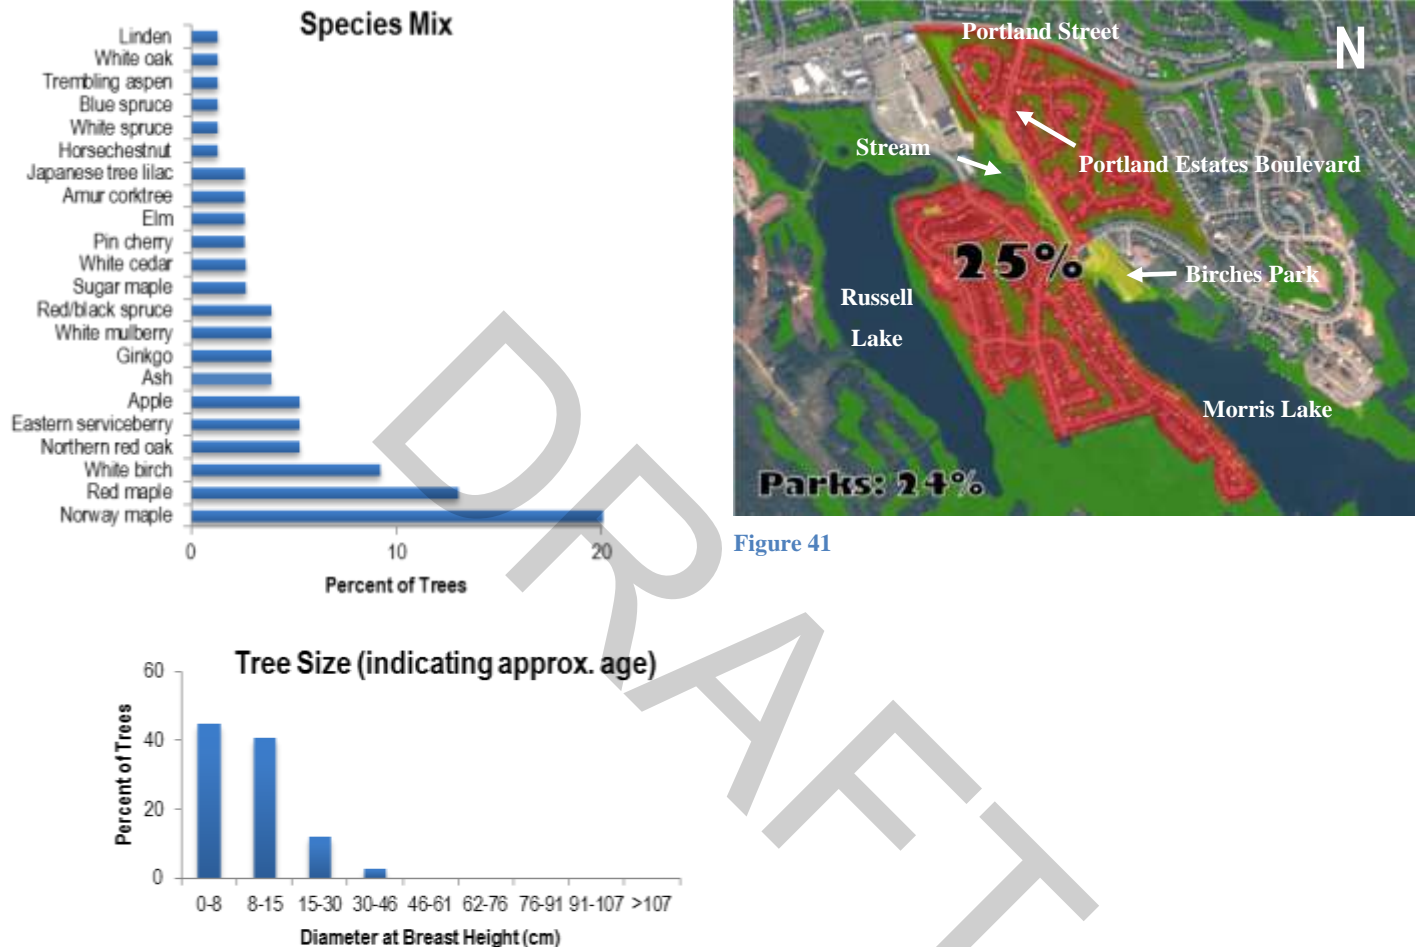 Species Mix
Linden
White oak
Trembling aspen
Blue spruce
White spruce
Horsechestnut
Japanese tree lilac
Amur corktree
Elm
Pin cherry
White cedar
Sugar maple
Red/black spruce
White mulberry
Ginkgo
Ash
Apple
Eastern serviceberry
Northern red oak
White birch
Red maple
Norway maple
0 10 20
Percent of Trees
Portland Street
N
Stream
Portland Estates Boulevard
25%
Birches Park
Russell
Lake
Morris Lake
Parks: 24%
Figure 41
Tree Size (indicating approx. age)
Percent of Trees
60
40
20
0
0-8 8-15 15-30 30-46 46-61 62-76 76-91 91-107 >107
Diameter at Breast Height (cm)
DRAFT